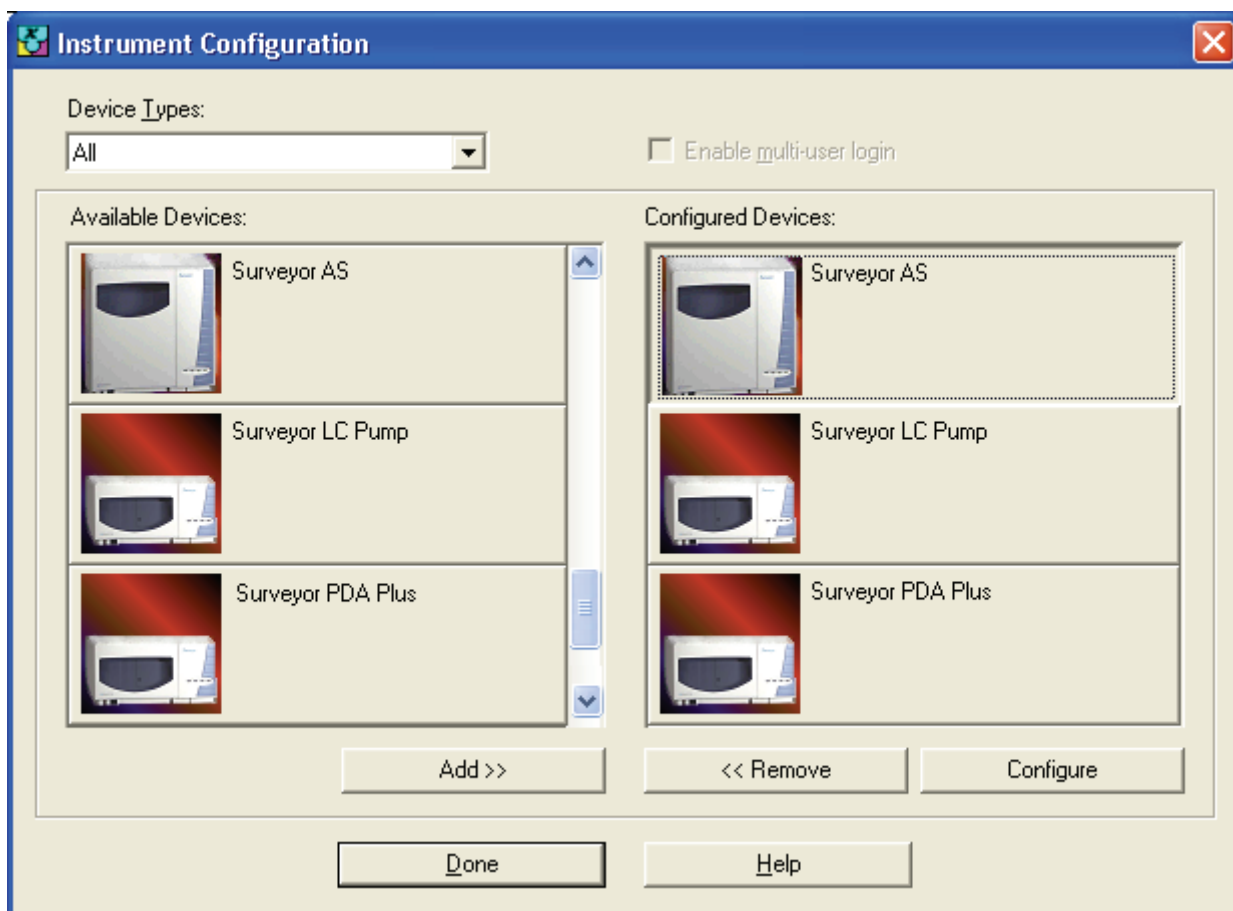 Instrument Configuration
Device Types:
All
Enable multi-user login
Available Devices:
Surveyor AS
Surveyor LC Pump
Surveyor PDA Plus
Add >>
Configured Devices:
Surveyor AS
Surveyor LC Pump
Surveyor PDA Plus
<< Remove
Configure
Done
Help